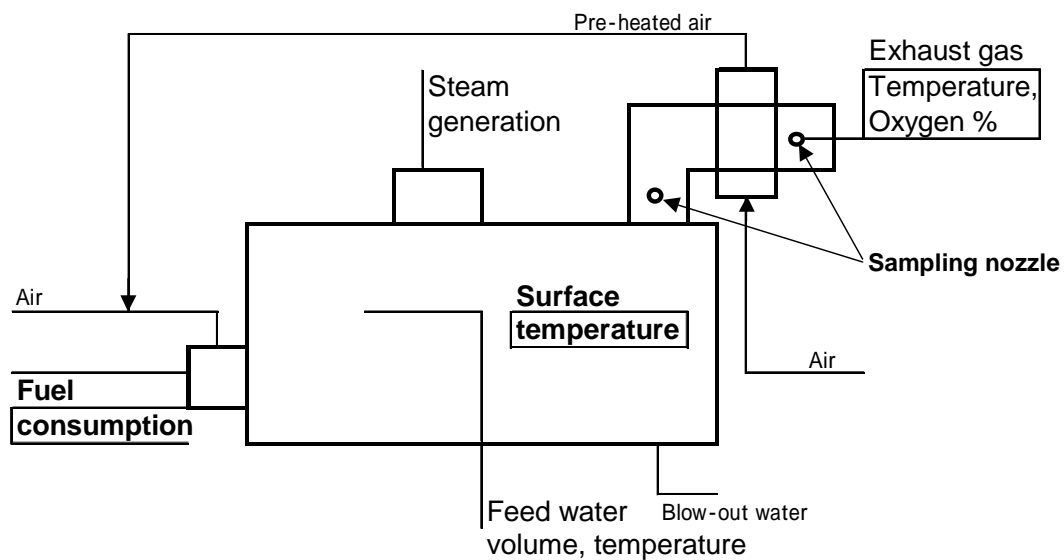 Pre-heated air
Exhaust gas
Temperature,
Oxygen %
Steam
generation
Sampling nozzle
Air
Surface
temperature
Air
Fuel
consumption
Feed water
volume, temperature
Blow-out water